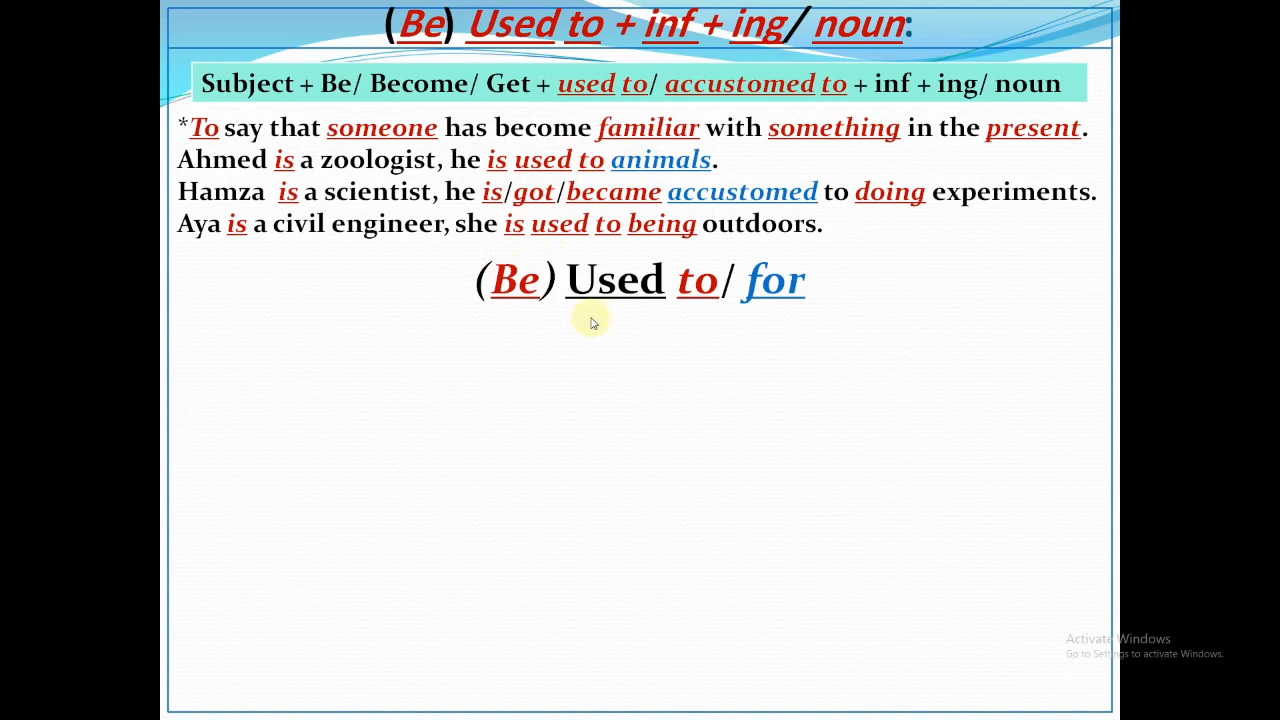 (Be) Used to + inf + ing/ noun:
Subject + Be/ Become/ Get + used to/ accustomed to + inf + ing/ noun
*To say that someone has become familiar with something in the present.
Ahmed is a zoologist, he is used to animals.
Hamza is a scientist, he is/got/became accustomed to doing experiments.
Aya is a civil engineer, she is used to being outdoors.
(Be) Used to/ for
Activate Windows
Go to Settings to activate Windows.